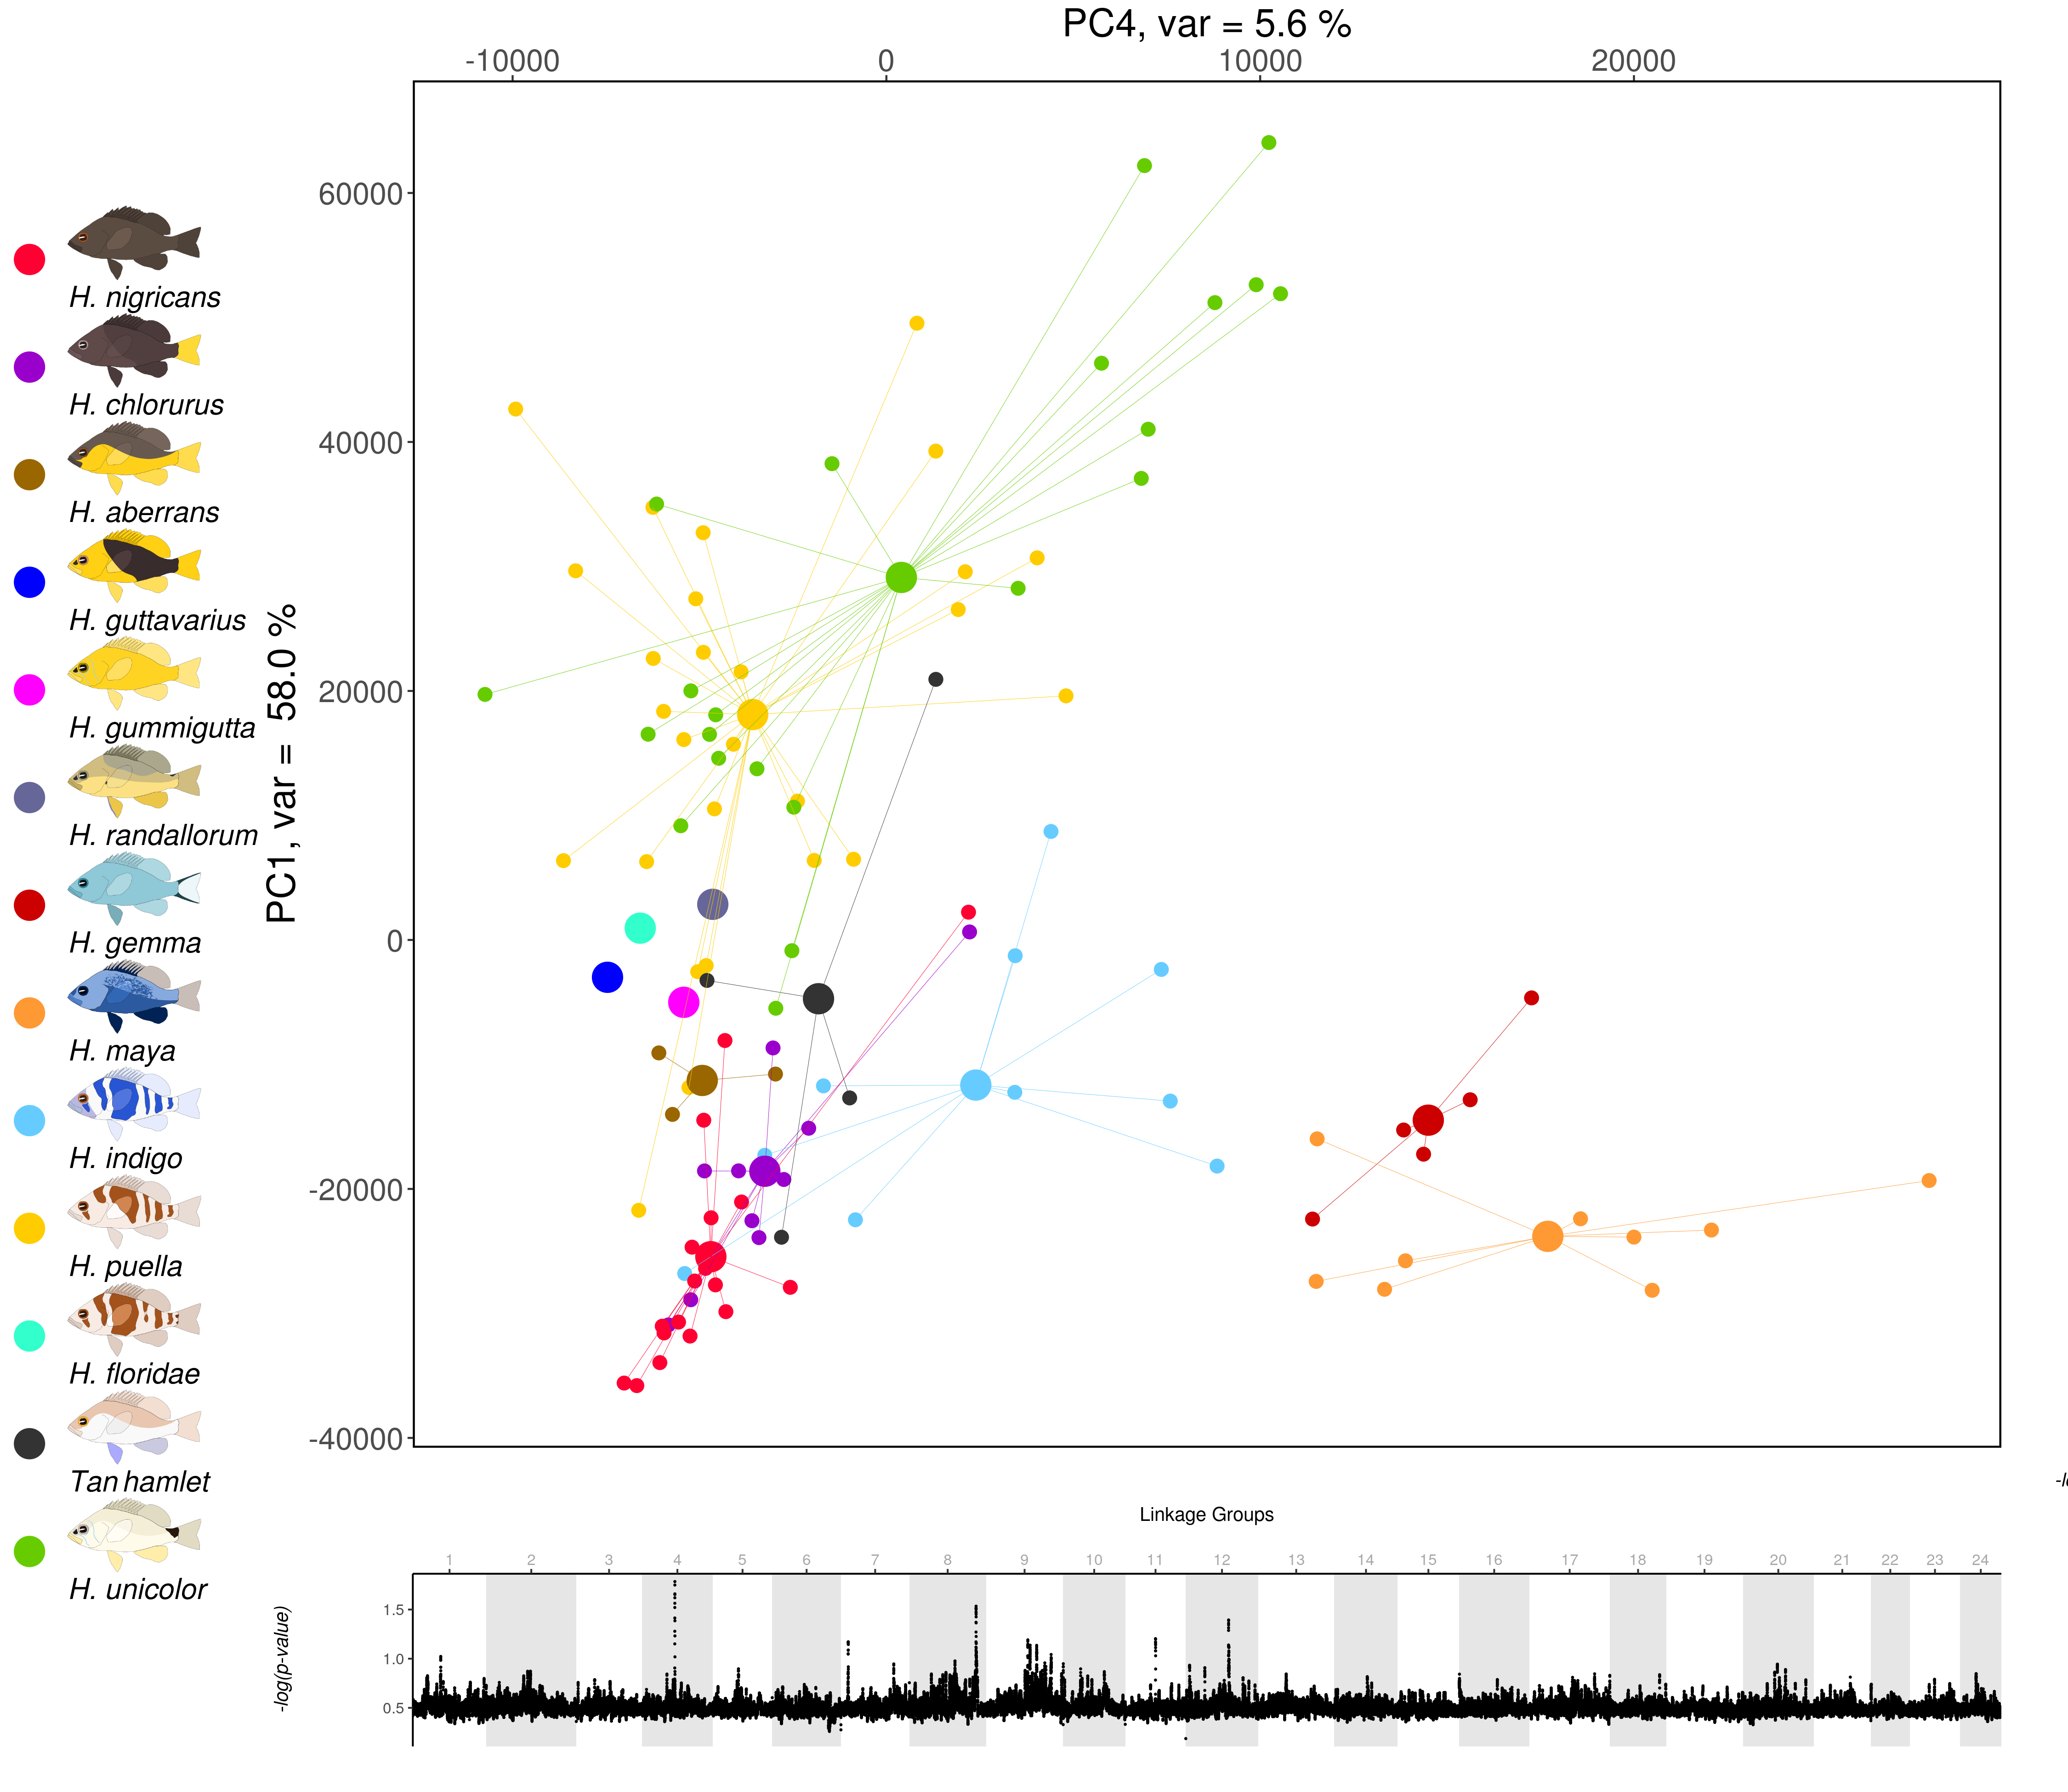 PC4, var = 5.6 %
-10000 0 10000 20000
60000
40000
20000
0
-20000
-40000
PC1, var = 58.0 %
H. nigricans
H. chlorurus
H. aberrans
H. guttavarius
H. gummigutta
H. randallorum
H. gemma
H. maya
H. indigo
H. puella
H. floridae
Tan hamlet
H. unicolor
Linkage Groups
1 2 3 4 5 6 7 8 9 10 11 12 13 14 15 16 17 18 19 20 21 22 23 24
1.5
1.0
0.5
-log(p-value)